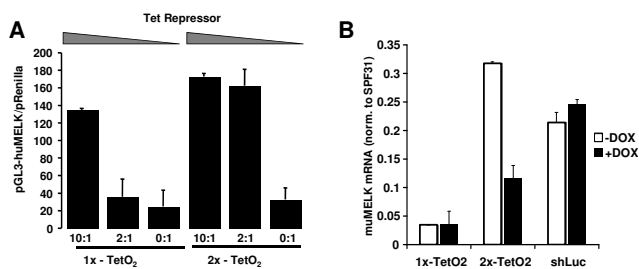 Tet Repressor
A
pGL3-huMELK/pRenilla
200
180
160
140
120
100
80
60
40
20
0
10:1 2:1 0:1 10:1 2:1 0:1
1x - TetO2 2x - TetO2
B
muMELK mRNA (norm. to SPF31)
0.35
0.3
0.25
0.2
0.15
0.1
0.05
0
-DOX
+DOX
1x-TetO2 2x-TetO2 shLuc